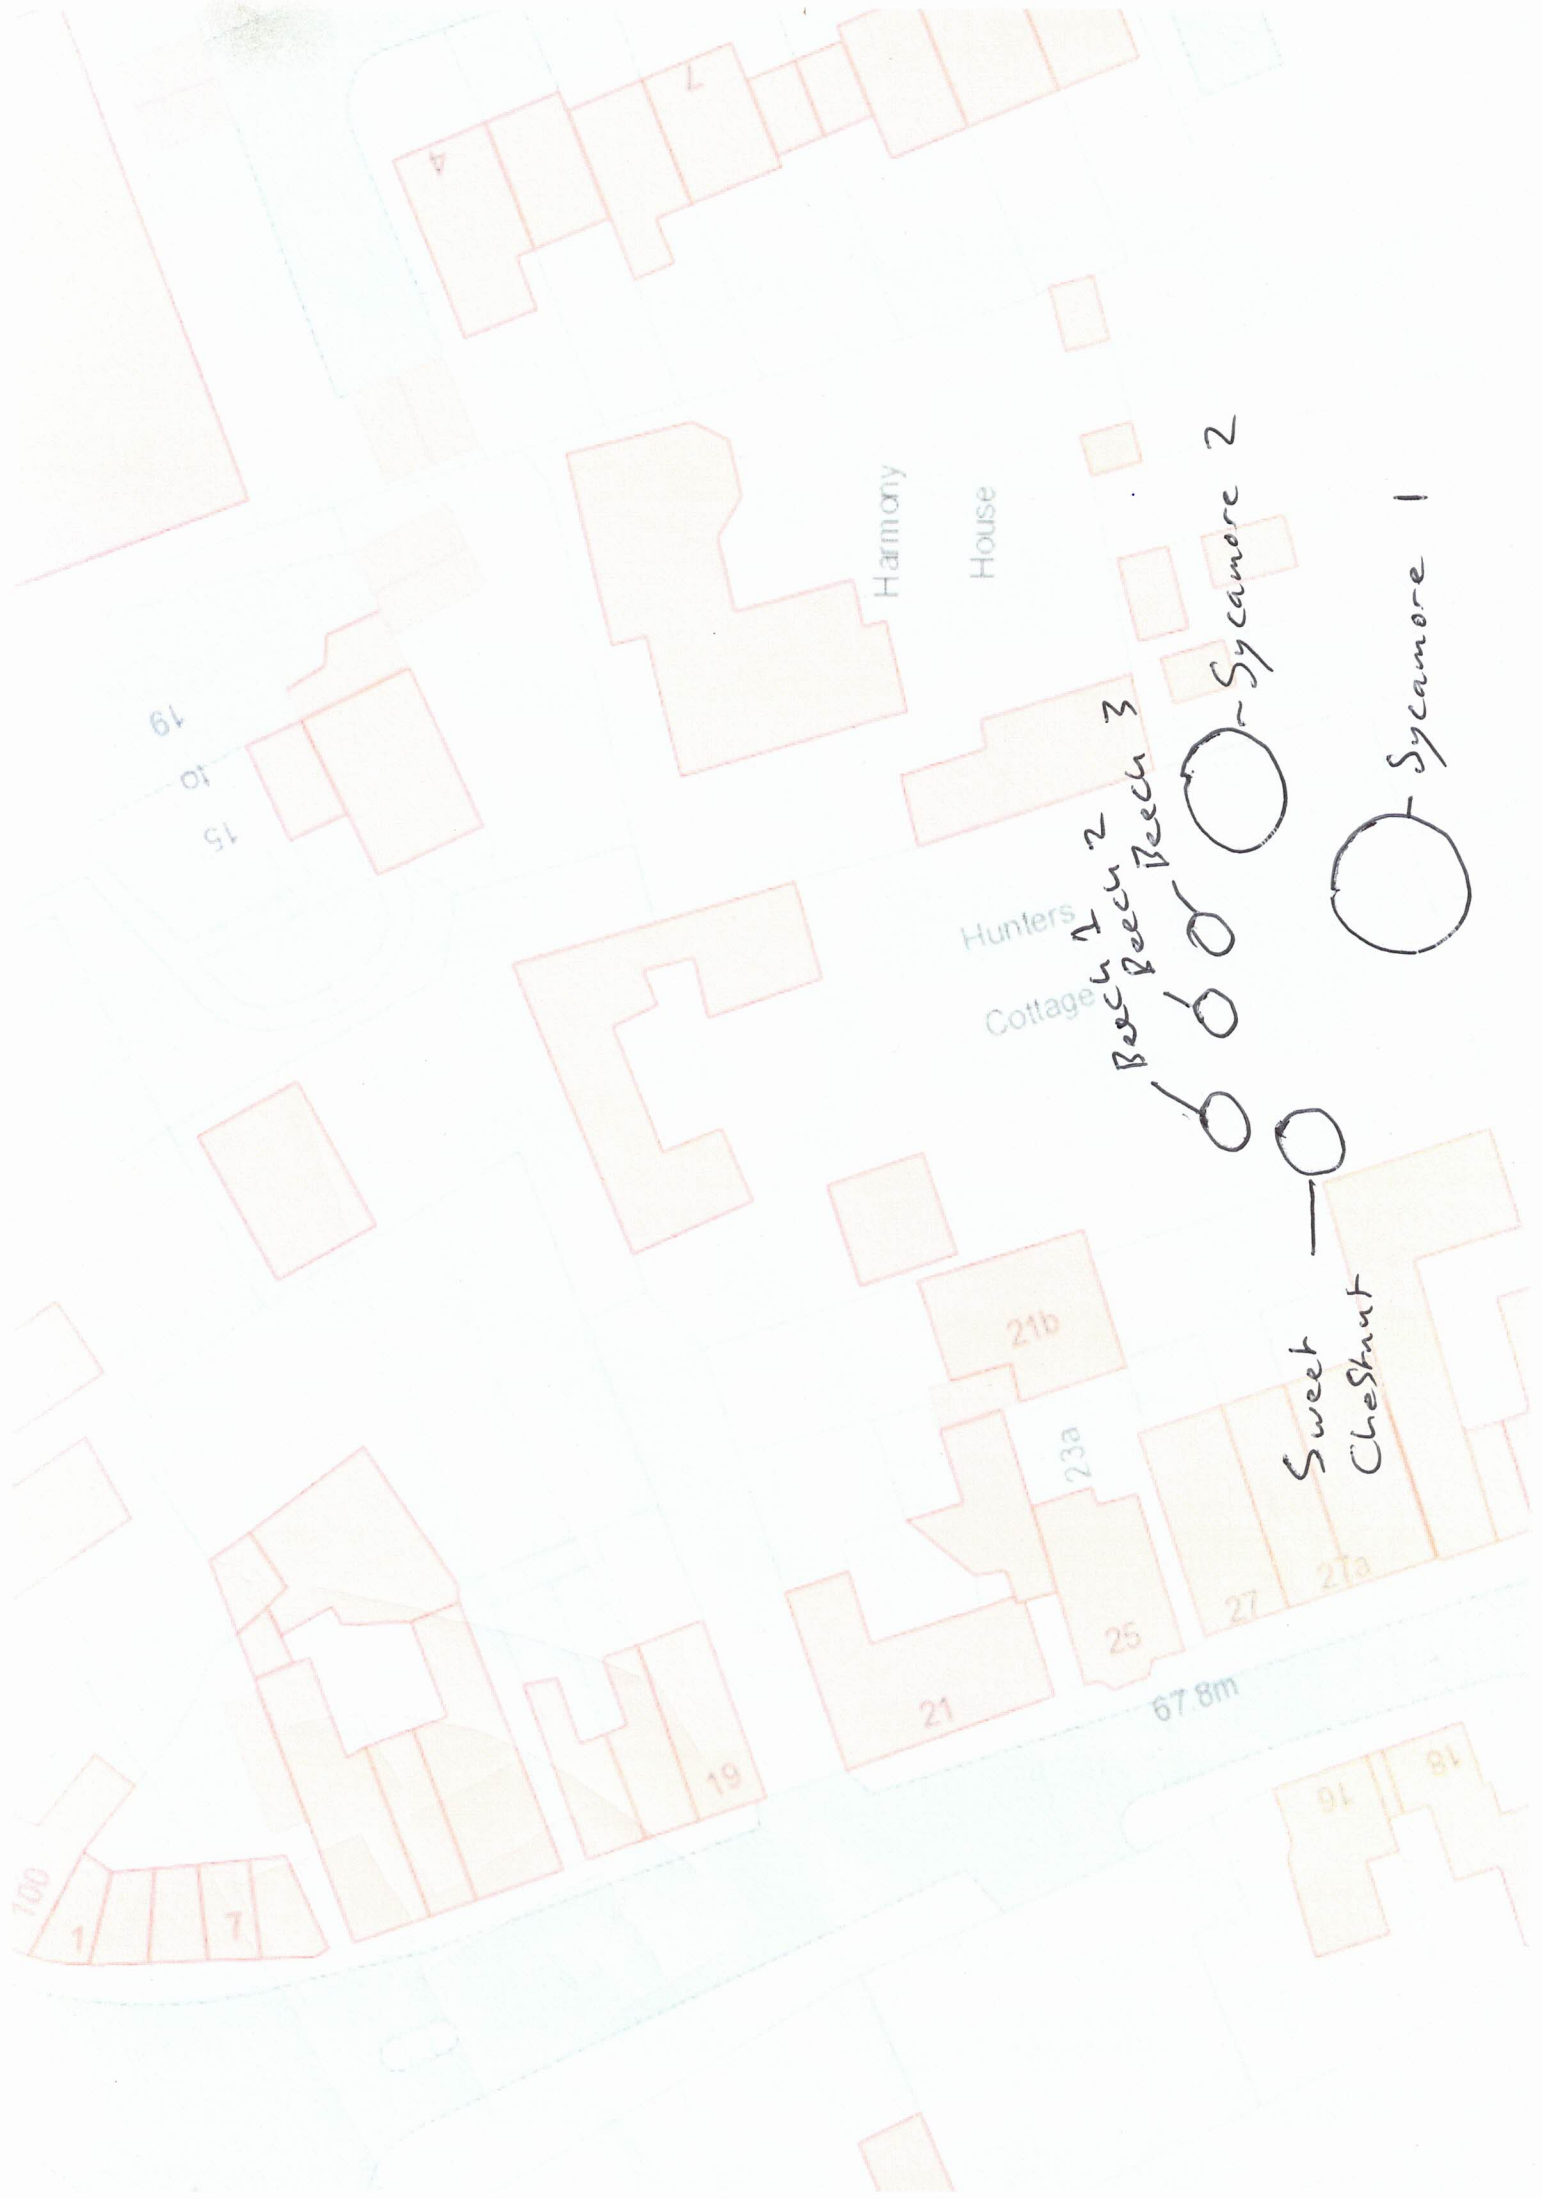 4
7
Harmony
House
19
to
15
Hunters
Cottage
Beech 1
Beech 2
Beech 3
Sycamore 2
Sycamore 1
Sweet
Chestnut
21b
23a
27a
27
25
21
67.8m
19
16
18
100
1
7